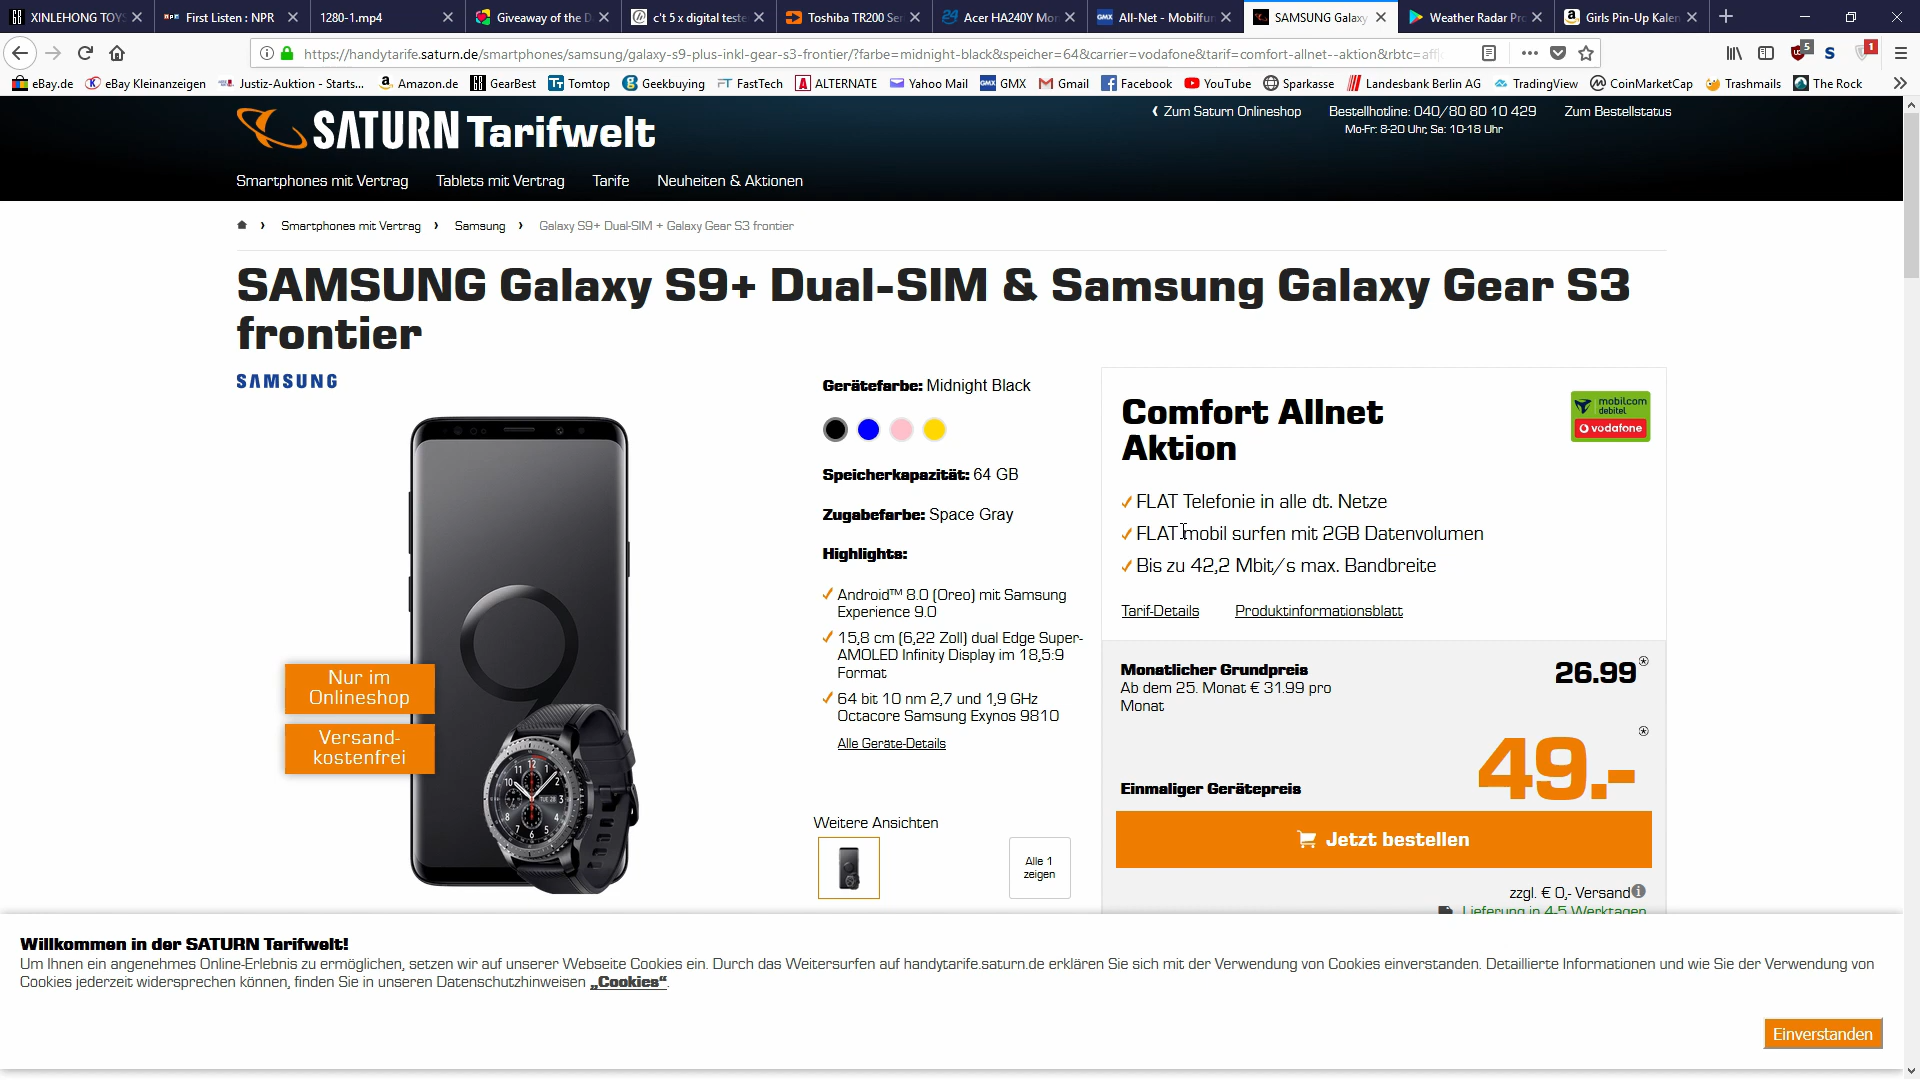 XINLEHONG TOYS
First Listen : NPR
1280-1.mp4
Giveaway of the D
c't 5 x digital teste
Toshiba TR200 Ser
Acer HA240Y Mon
All-Net - Mobilfun
SAMSUNG Galaxy
Weather Radar Pro
Girls Pin-Up Kalen
https://handytarife.saturn.de/smartphones/samsung/galaxy-s9-plus-inkl-gear-s3-frontier/?farbe=midnight-black&speicher=64&carrier=vodafone&tarif=comfort-allnet--aktion&rbtc=aff
5
1
eBay.de
eBay Kleinanzeigen
Justiz-Auktion - Starts...
Amazon.de
GearBest
Tomtop
Geekbuying
FastTech
ALTERNATE
Yahoo Mail
GMX
Gmail
Facebook
YouTube
Sparkasse
Landesbank Berlin AG
TradingView
CoinMarketCap
Trashmails
The Rock
SATURN Tarifwelt
Zum Saturn Onlineshop
Bestellhotline: 040/80 80 10 429
Mo-Fr: 8-20 Uhr, Sa: 10-18 Uhr
Zum Bestellstatus
Smartphones mit Vertrag
Tablets mit Vertrag
Tarife
Neuheiten & Aktionen
Smartphones mit Vertrag › Samsung › Galaxy S9+ Dual-SIM + Galaxy Gear S3 frontier
SAMSUNG Galaxy S9+ Dual-SIM & Samsung Galaxy Gear S3
frontier
SAMSUNG
Nur im
Onlineshop
Versand-
kostenfrei
Gerätefarbe: Midnight Black
Speicherkapazität: 64 GB
Zugabefarbe: Space Gray
Highlights:
Android™ 8.0 (Oreo) mit Samsung
Experience 9.0
15,8 cm (6,22 Zoll) dual Edge Super-
AMOLED Infinity Display im 18,5:9
Format
64 bit 10 nm 2,7 und 1,9 GHz
Octacore Samsung Exynos 9810
Alle Geräte-Details
Weitere Ansichten
Alle 1
zeigen
Comfort Allnet
Aktion
mobilcom
debitel
vodafone
FLAT Telefonie in alle dt. Netze
FLAT mobil surfen mit 2GB Datenvolumen
Bis zu 42,2 Mbit/s max. Bandbreite
Tarif-Details
Produktinformationsblatt
Monatlicher Grundpreis
26.99
Ab dem 25. Monat € 31.99 pro
Monat
Einmaliger Gerätepreis
49.-
Jetzt bestellen
zzgl. € 0,- Versand
Lieferung in 4-5 Werktagen
Willkommen in der SATURN Tarifwelt!
Um Ihnen ein angenehmes Online-Erlebnis zu ermöglichen, setzen wir auf unserer Webseite Cookies ein. Durch das Weitersurfen auf handytarife.saturn.de erklären Sie sich mit der Verwendung von Cookies einverstanden. Detaillierte Informationen und wie Sie der Verwendung von
Cookies jederzeit widersprechen können, finden Sie in unseren Datenschutzhinweisen „Cookies“.
Einverstanden